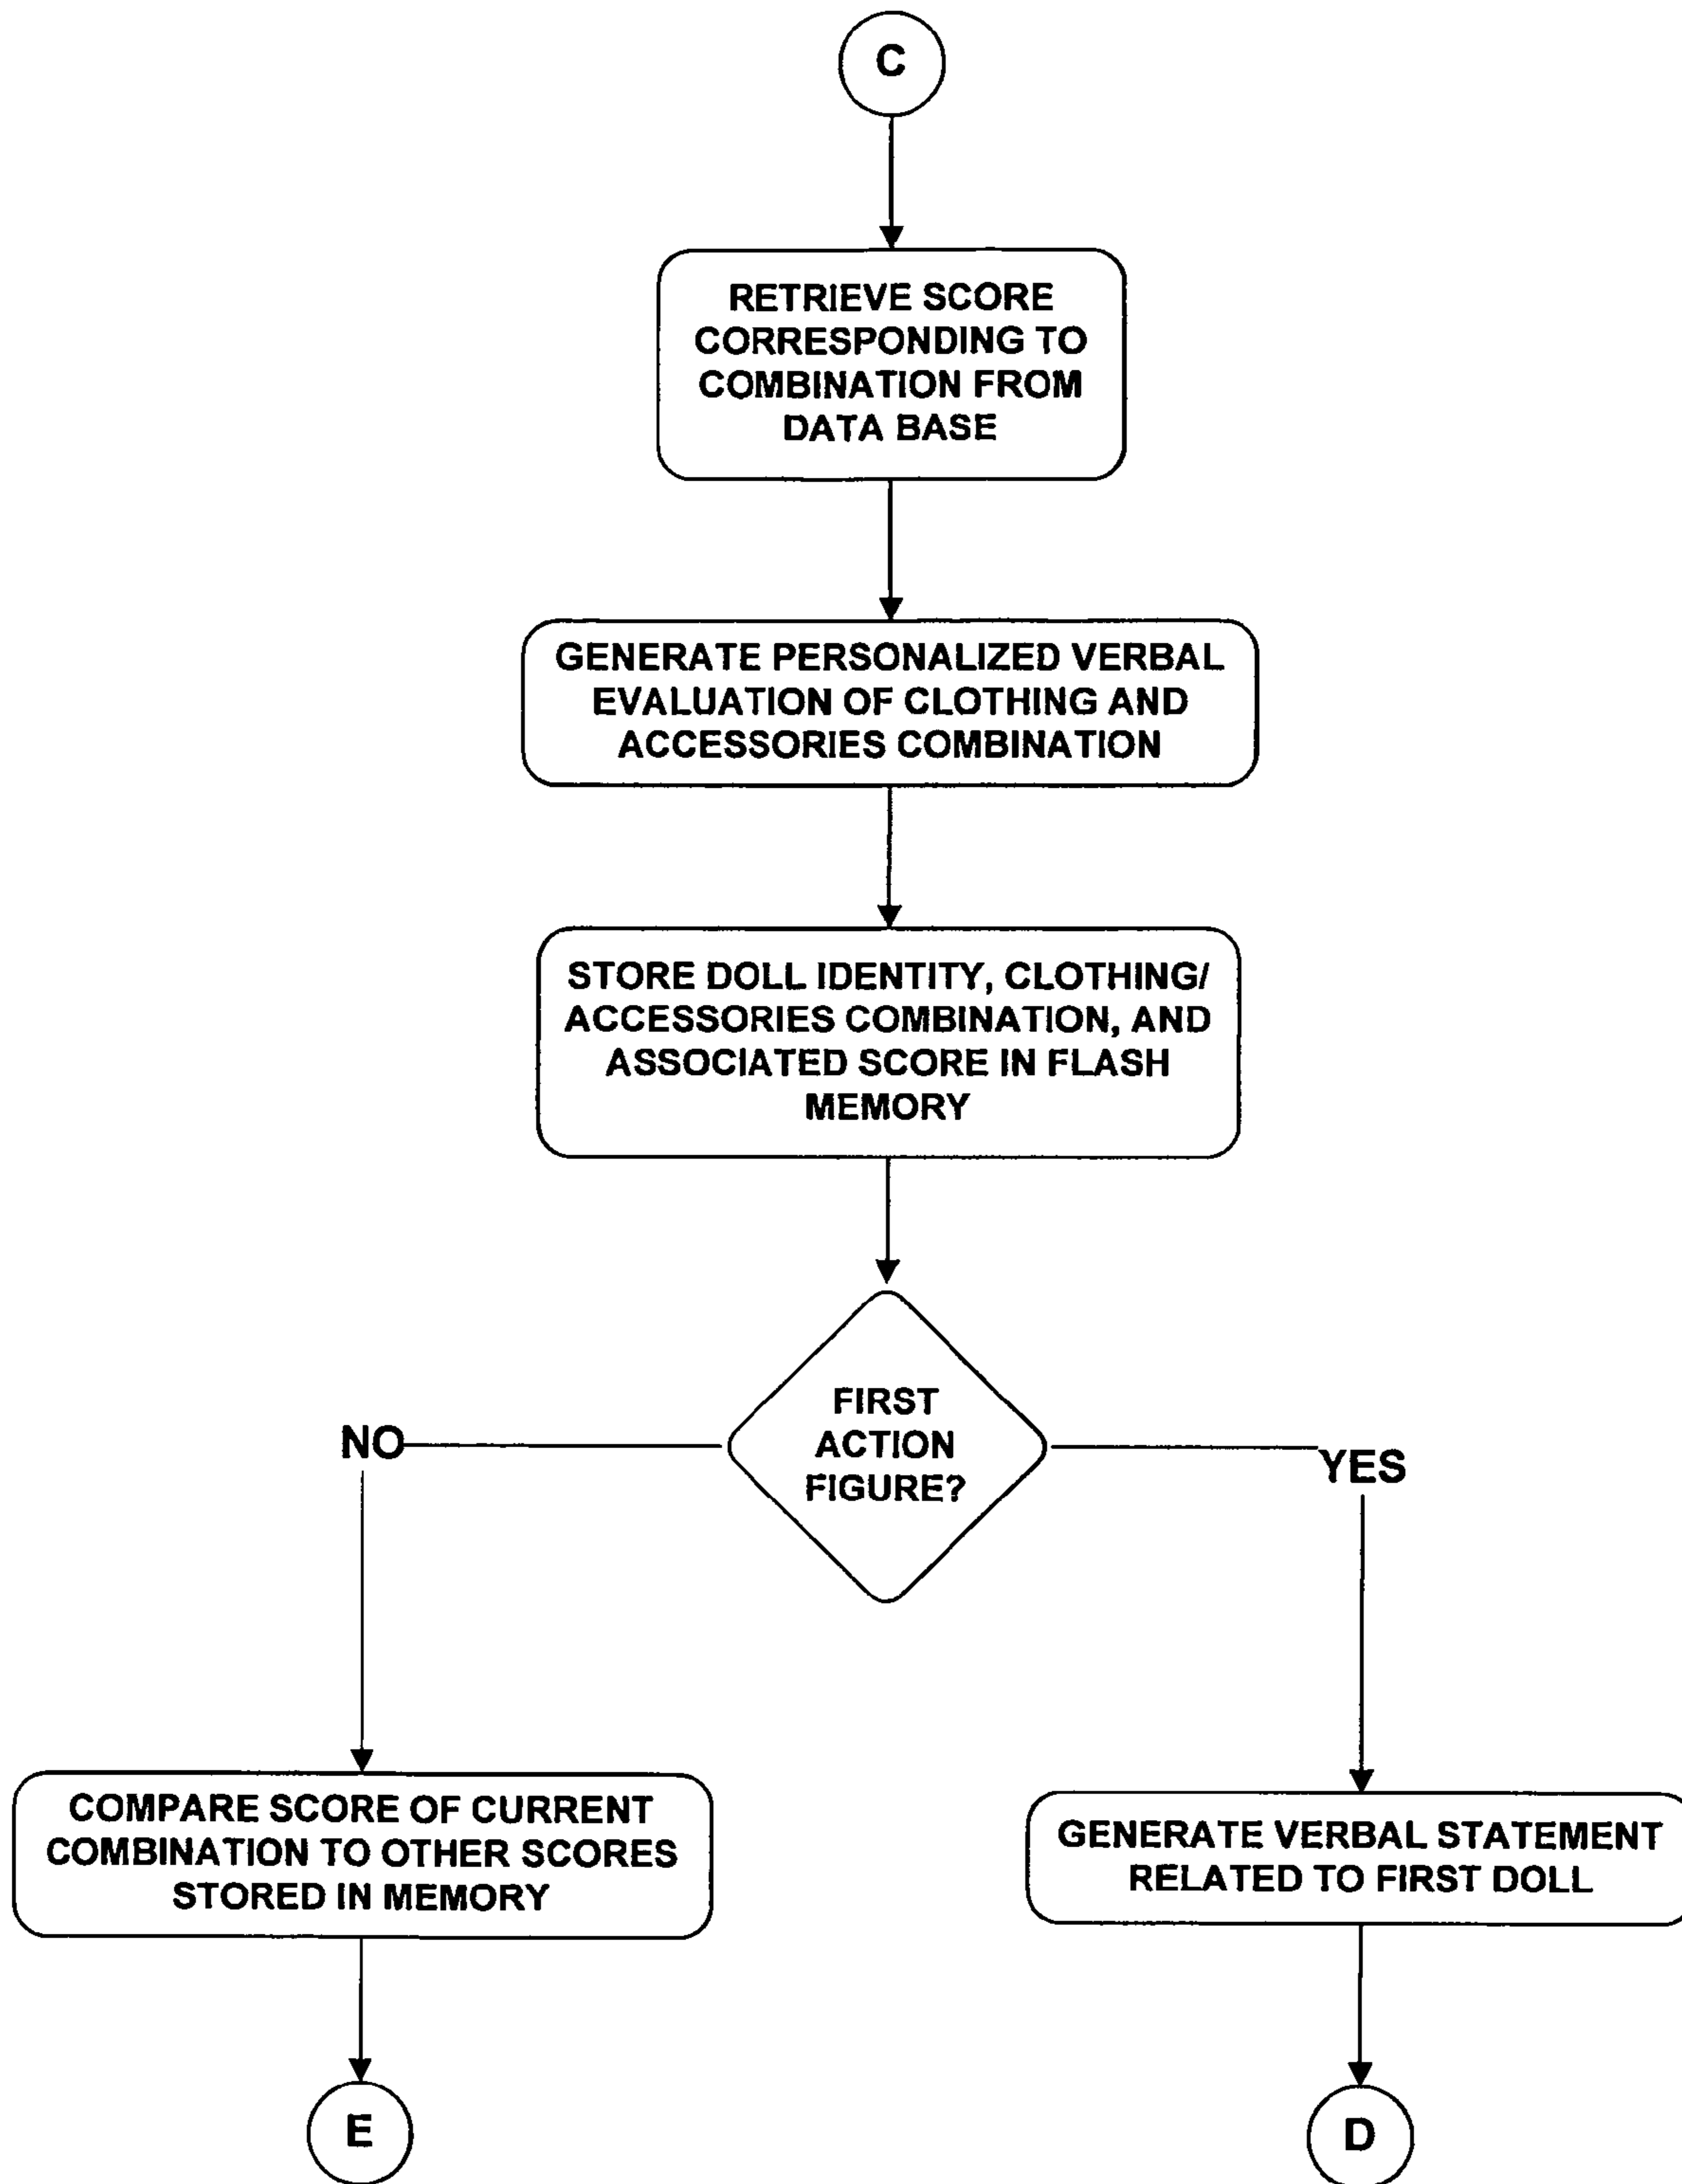 C
RETRIEVE SCORE
CORRESPONDING TO
COMBINATION FROM
DATA BASE
GENERATE PERSONALIZED VERBAL
EVALUATION OF CLOTHING AND
ACCESSORIES COMBINATION
STORE DOLL IDENTITY, CLOTHING/
ACCESSORIES COMBINATION, AND
ASSOCIATED SCORE IN FLASH
MEMORY
FIRST
ACTION
FIGURE?
NO
YES
COMPARE SCORE OF CURRENT
COMBINATION TO OTHER SCORES
STORED IN MEMORY
GENERATE VERBAL STATEMENT
RELATED TO FIRST DOLL
E
D